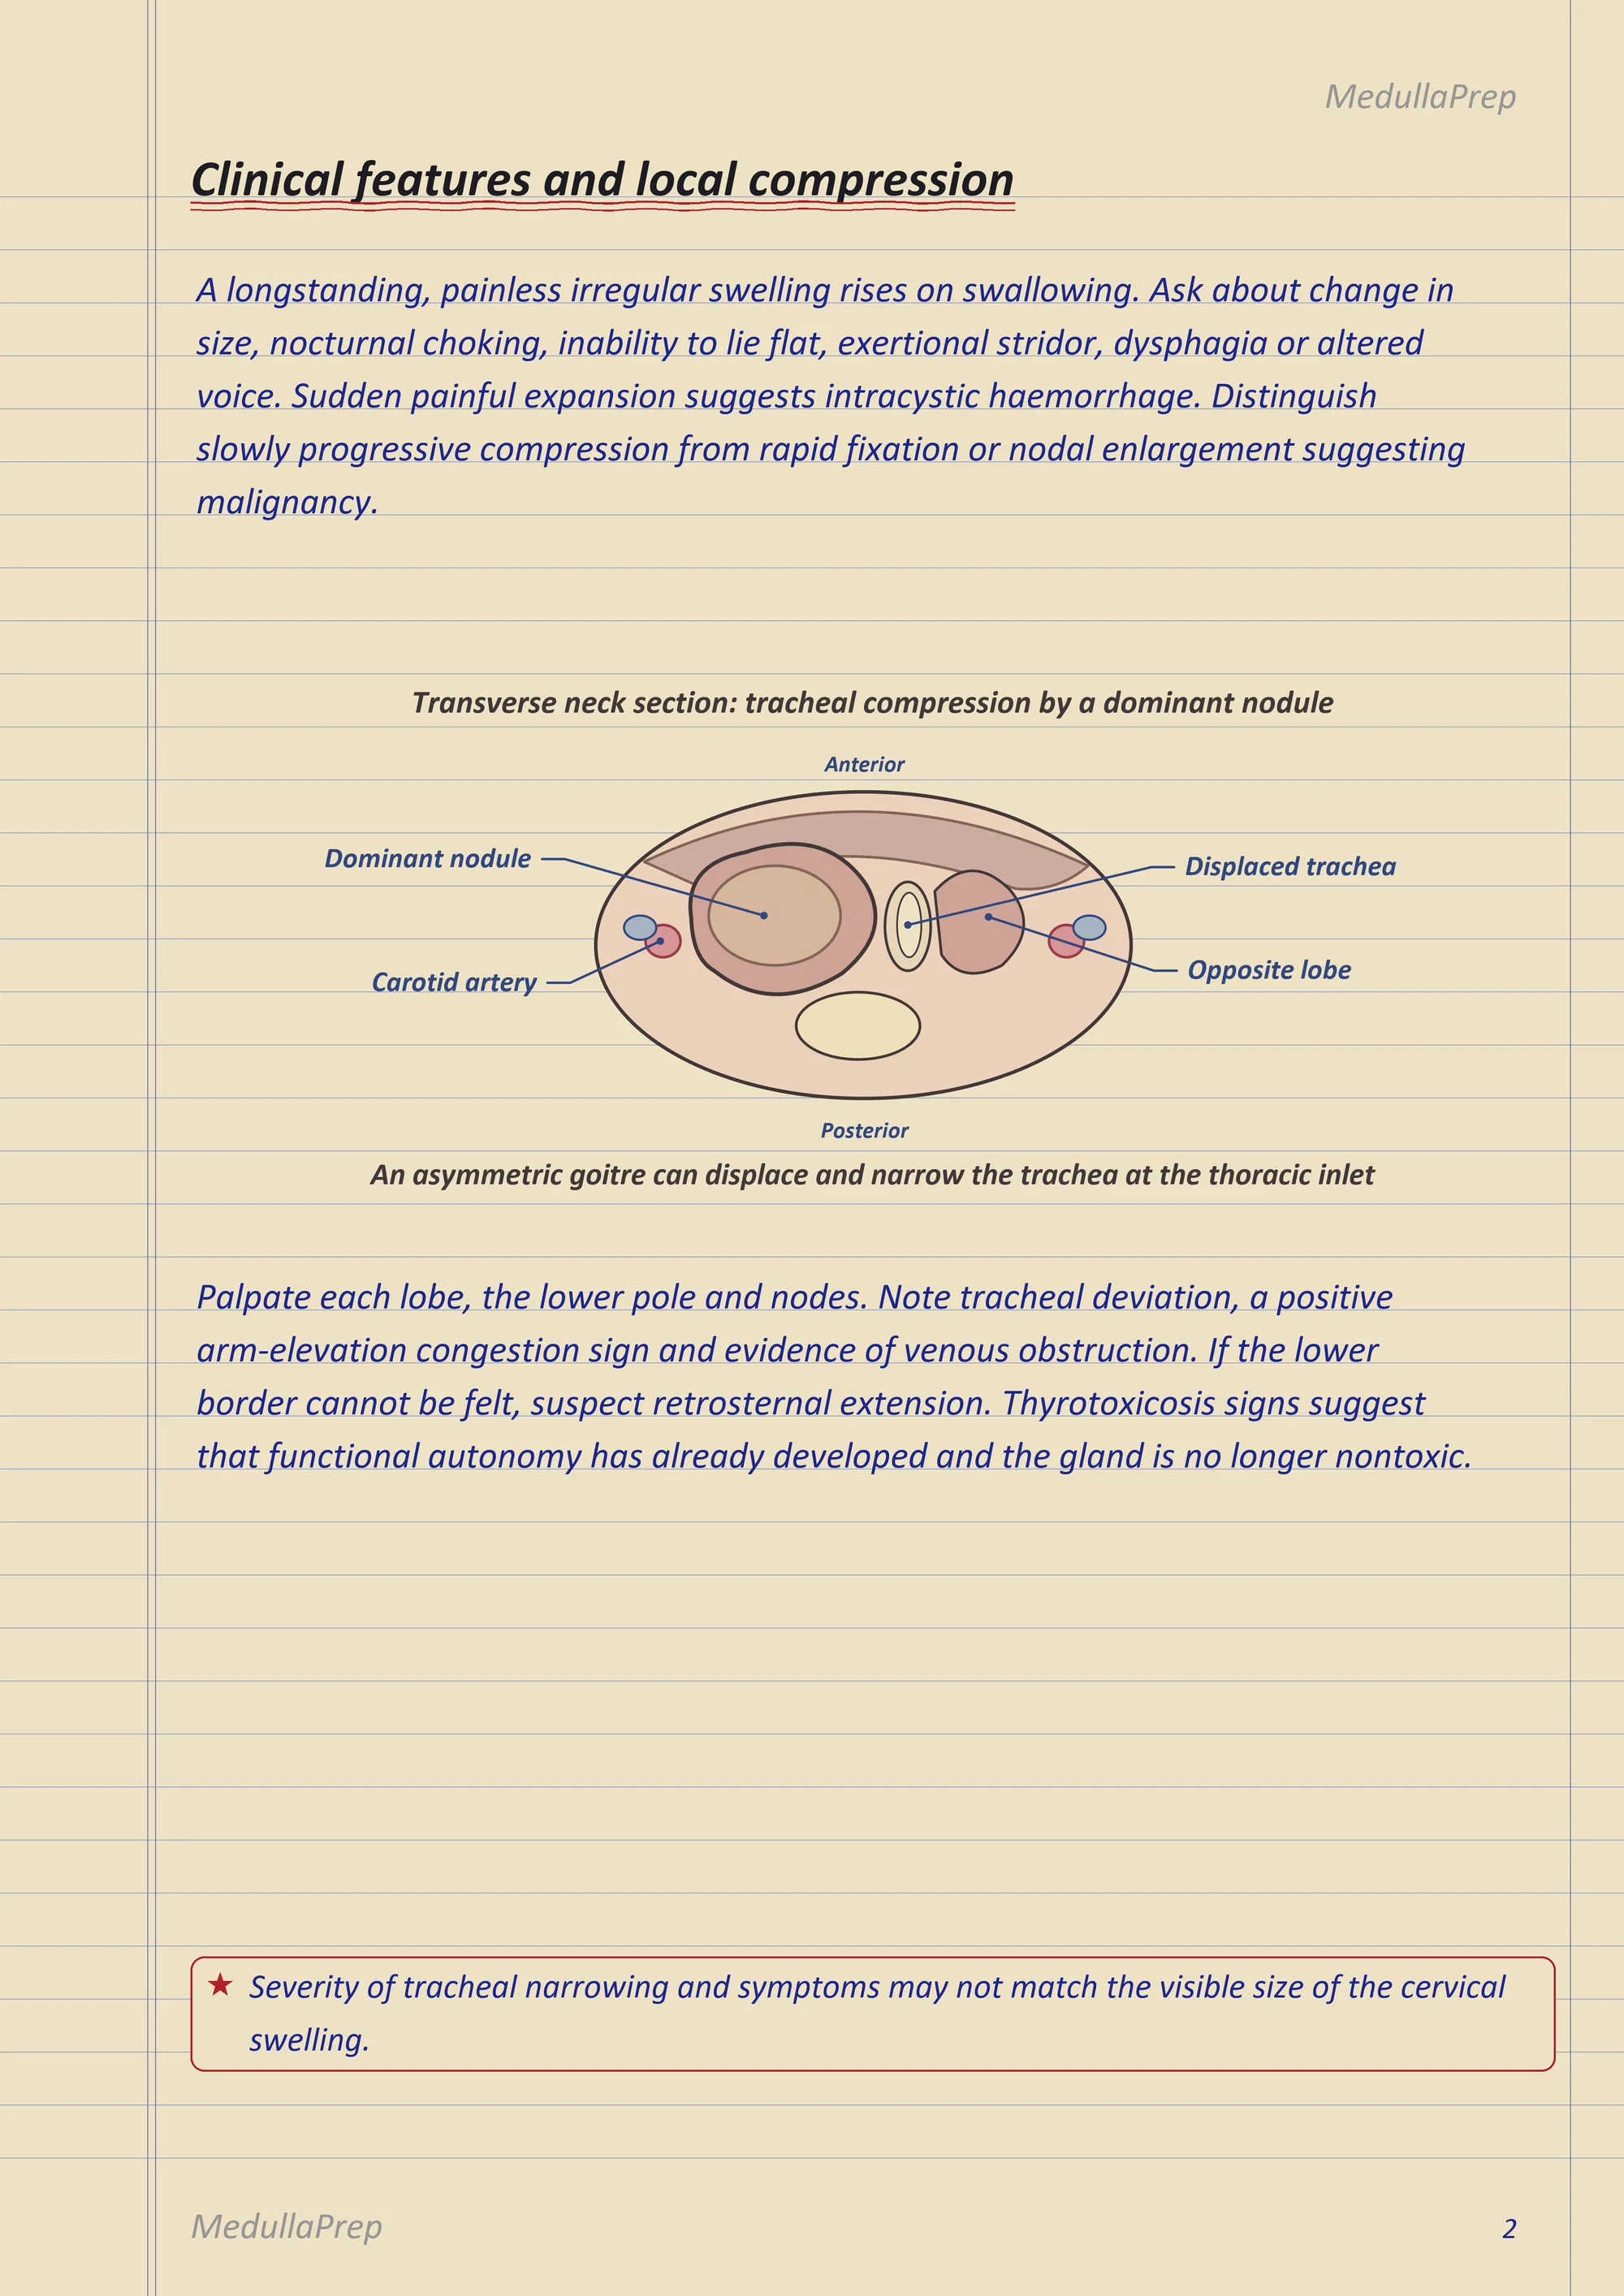 MedullaPrep
Clinical features and local compression
A longstanding, painless irregular swelling rises on swallowing. Ask about change in
size, nocturnal choking, inability to lie flat, exertional stridor, dysphagia or altered
voice. Sudden painful expansion suggests intracystic haemorrhage. Distinguish
slowly progressive compression from rapid fixation or nodal enlargement suggesting
malignancy.
Transverse neck section: tracheal compression by a dominant nodule
Anterior
Dominant nodule
Displaced trachea
Carotid artery
Opposite lobe
Posterior
An asymmetric goitre can displace and narrow the trachea at the thoracic inlet
Palpate each lobe, the lower pole and nodes. Note tracheal deviation, a positive
arm-elevation congestion sign and evidence of venous obstruction. If the lower
border cannot be felt, suspect retrosternal extension. Thyrotoxicosis signs suggest
that functional autonomy has already developed and the gland is no longer nontoxic.
★ Severity of tracheal narrowing and symptoms may not match the visible size of the cervical
swelling.
MedullaPrep
2